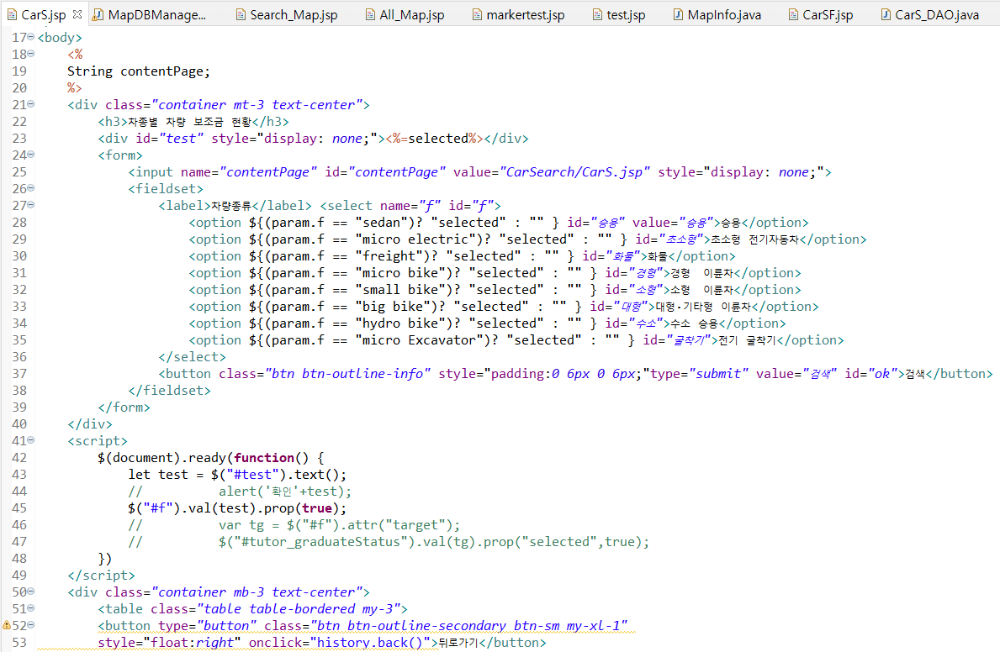 CarS.jsp MapDBManage... Search_Map.jsp All_Map.jsp markertest.jsp test.jsp MapInfo.java CarSF.jsp CarS_DAO.java
17 <body>
18 <%
19 String contentPage;
20 %>
21 <div class="container mt-3 text-center">
22 <h3>차종별 차량 보조금 현황</h3>
23 <div id="test" style="display: none;"><%=selected%></div>
24 <form>
25 <input name="contentPage" id="contentPage" value="CarSearch/CarS.jsp" style="display: none;">
26 <fieldset>
27 <label>차량종류</label> <select name="f" id="f">
28 <option ${(param.f == "sedan")? "selected" : "" } id="승용" value="승용">승용</option>
29 <option ${(param.f == "micro electric")? "selected" : "" } id="초소형">초소형 전기자동차</option>
30 <option ${(param.f == "freight")? "selected" : "" } id="화물">화물</option>
31 <option ${(param.f == "micro bike")? "selected" : "" } id="경형">경형  이륜차</option>
32 <option ${(param.f == "small bike")? "selected" : "" } id="소형">소형  이륜차</option>
33 <option ${(param.f == "big bike")? "selected" : "" } id="대형">대형·기타형 이륜차</option>
34 <option ${(param.f == "hydro bike")? "selected" : "" } id="수소">수소 승용</option>
35 <option ${(param.f == "micro Excavator")? "selected" : "" } id="굴착기">전기 굴착기</option>
36 </select>
37 <button class="btn btn-outline-info" style="padding:0 6px 0 6px;"type="submit" value="검색" id="ok">검색</button>
38 </fieldset>
39 </form>
40 </div>
41 <script>
42 $(document).ready(function() {
43 let test = $("#test").text();
44 // alert('확인'+test);
45 $("#f").val(test).prop(true);
46 // var tg = $("#f").attr("target");
47 // $("#tutor_graduateStatus").val(tg).prop("selected",true);
48 })
49 </script>
50 <div class="container mb-3 text-center">
51 <table class="table table-bordered my-3">
52 <button type="button" class="btn btn-outline-secondary btn-sm my-xl-1"
53 style="float:right" onclick="history.back()">뒤로가기</button>